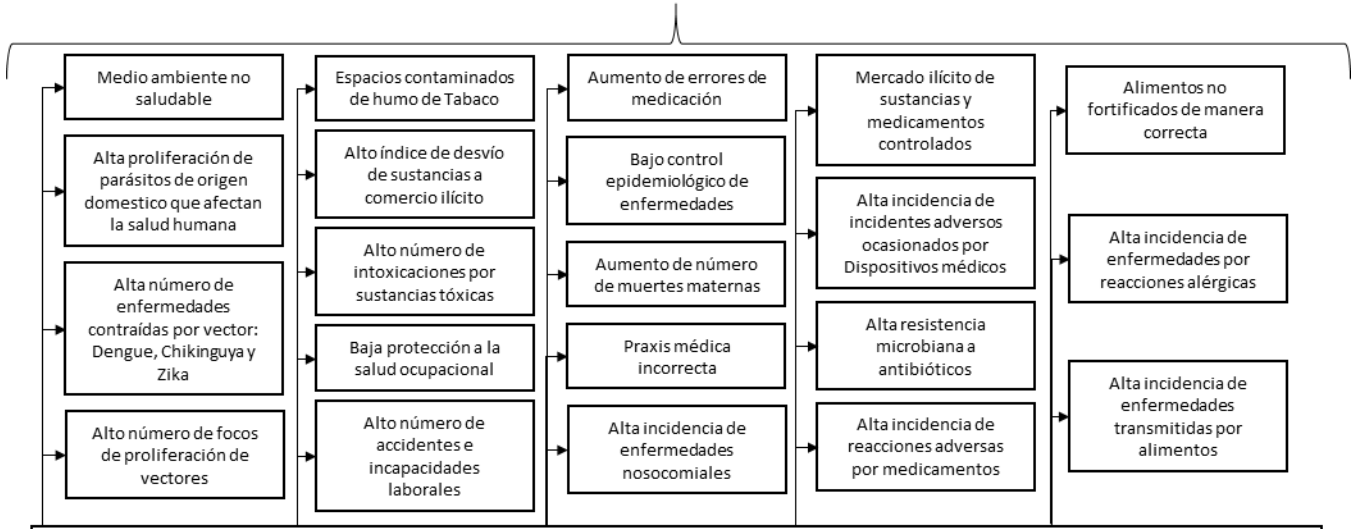 Medio ambiente no
saludable
Alta proliferación de
parásitos de origen
domestico que afectan
la salud humana
Alta número de
enfermedades
contraídas por vector:
Dengue, Chikinguya y
Zika
Alto número de focos
de proliferación de
vectores
Espacios contaminados
de humo de Tabaco
Alto índice de desvío
de sustancias a
comercio ilícito
Alto número de
intoxicaciones por
sustancias tóxicas
Baja protección a la
salud ocupacional
Alto número de
accidentes e
incapacidades
laborales
Aumento de errores de
medicación
Bajo control
epidemiológico de
enfermedades
Aumento de número
de muertes maternas
Praxis médica
incorrecta
Alta incidencia de
enfermedades
nosocomiales
Mercado ilícito de
sustancias y
medicamentos
controlados
Alta incidencia de
incidentes adversos
ocasionados por
Dispositivos médicos
Alta resistencia
microbiana a
antibióticos
Alta incidencia de
reacciones adversas
por medicamentos
Alimentos no
fortificados de manera
correcta
Alta incidencia de
enfermedades por
reacciones alérgicas
Alta incidencia de
enfermedades
transmitidas por
alimentos